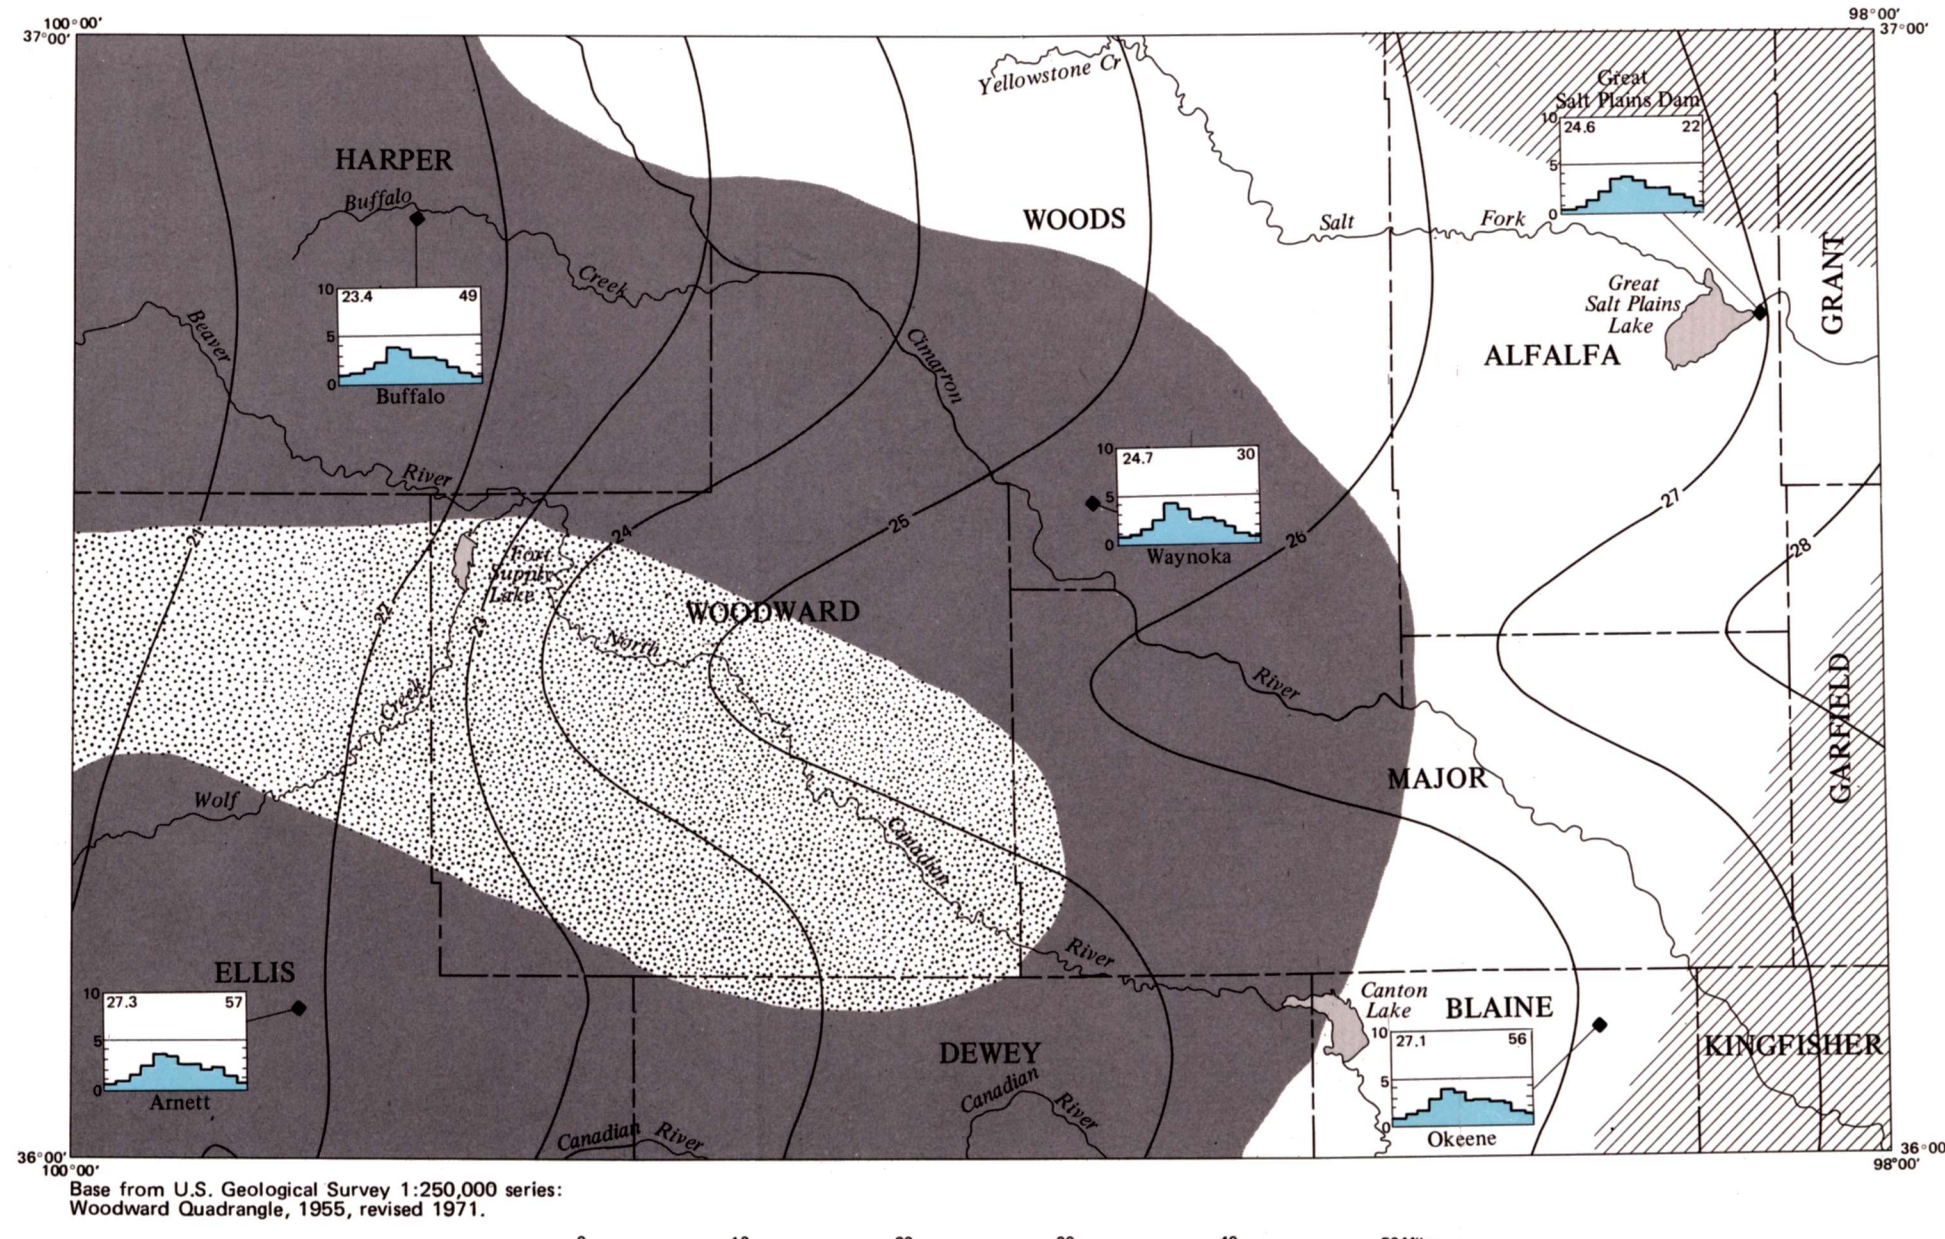 100°00′
98°00′
37°00′
37°00′
Yellowstone Cr
Great
Salt Plains Dam
10
24.6 22
5
0
HARPER
Buffalo
WOODS
Salt Fork
GRANT
Creek
Great
Salt Plains
Lake
10
23.4 49
5
0
Buffalo
Beaver
Cimarron
ALFALFA
River
10
24.7 30
5
0
Waynoka
21
24
25
26
27
28
Fort
Supply
Lake
22
23
WOODWARD
North
Creek
River
GARFIELD
MAJOR
Wolf
Canadian
River
ELLIS
10
27.3 57
5
0
Arnett
Canton
Lake
BLAINE
10
27.1 56
5
0
Okeene
KINGFISHER
DEWEY
Canadian
River
Canadian River
36°00′
36°00
100°00′
98°00′
Base from U.S. Geological Survey 1:250,000 series:
Woodward Quadrangle, 1955, revised 1971.